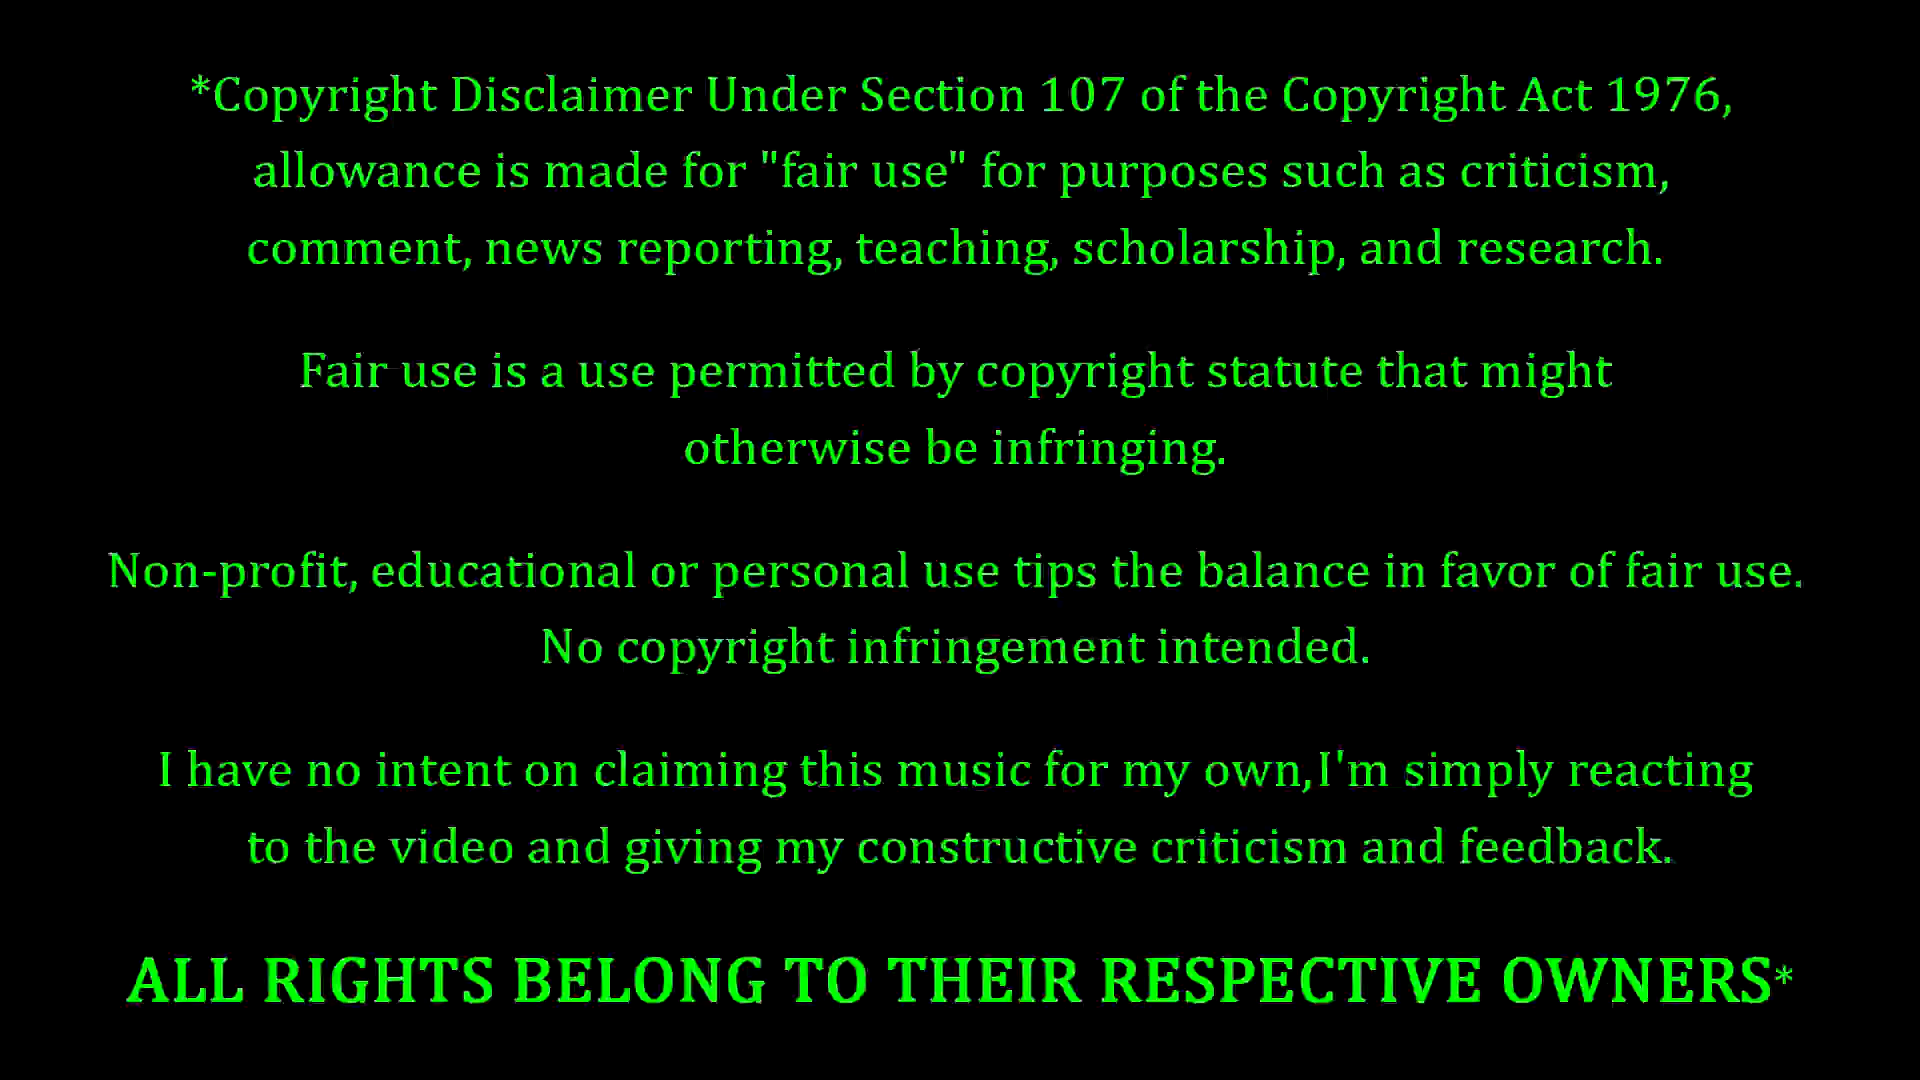 *Copyright Disclaimer Under Section 107 of the Copyright Act 1976,
allowance is made for "fair use" for purposes such as criticism,
comment, news reporting, teaching, scholarship, and research.
Fair use is a use permitted by copyright statute that might
otherwise be infringing.
Non-profit, educational or personal use tips the balance in favor of fair use.
No copyright infringement intended.
I have no intent on claiming this music for my own,I'm simply reacting
to the video and giving my constructive criticism and feedback.
ALL RIGHTS BELONG TO THEIR RESPECTIVE OWNERS*